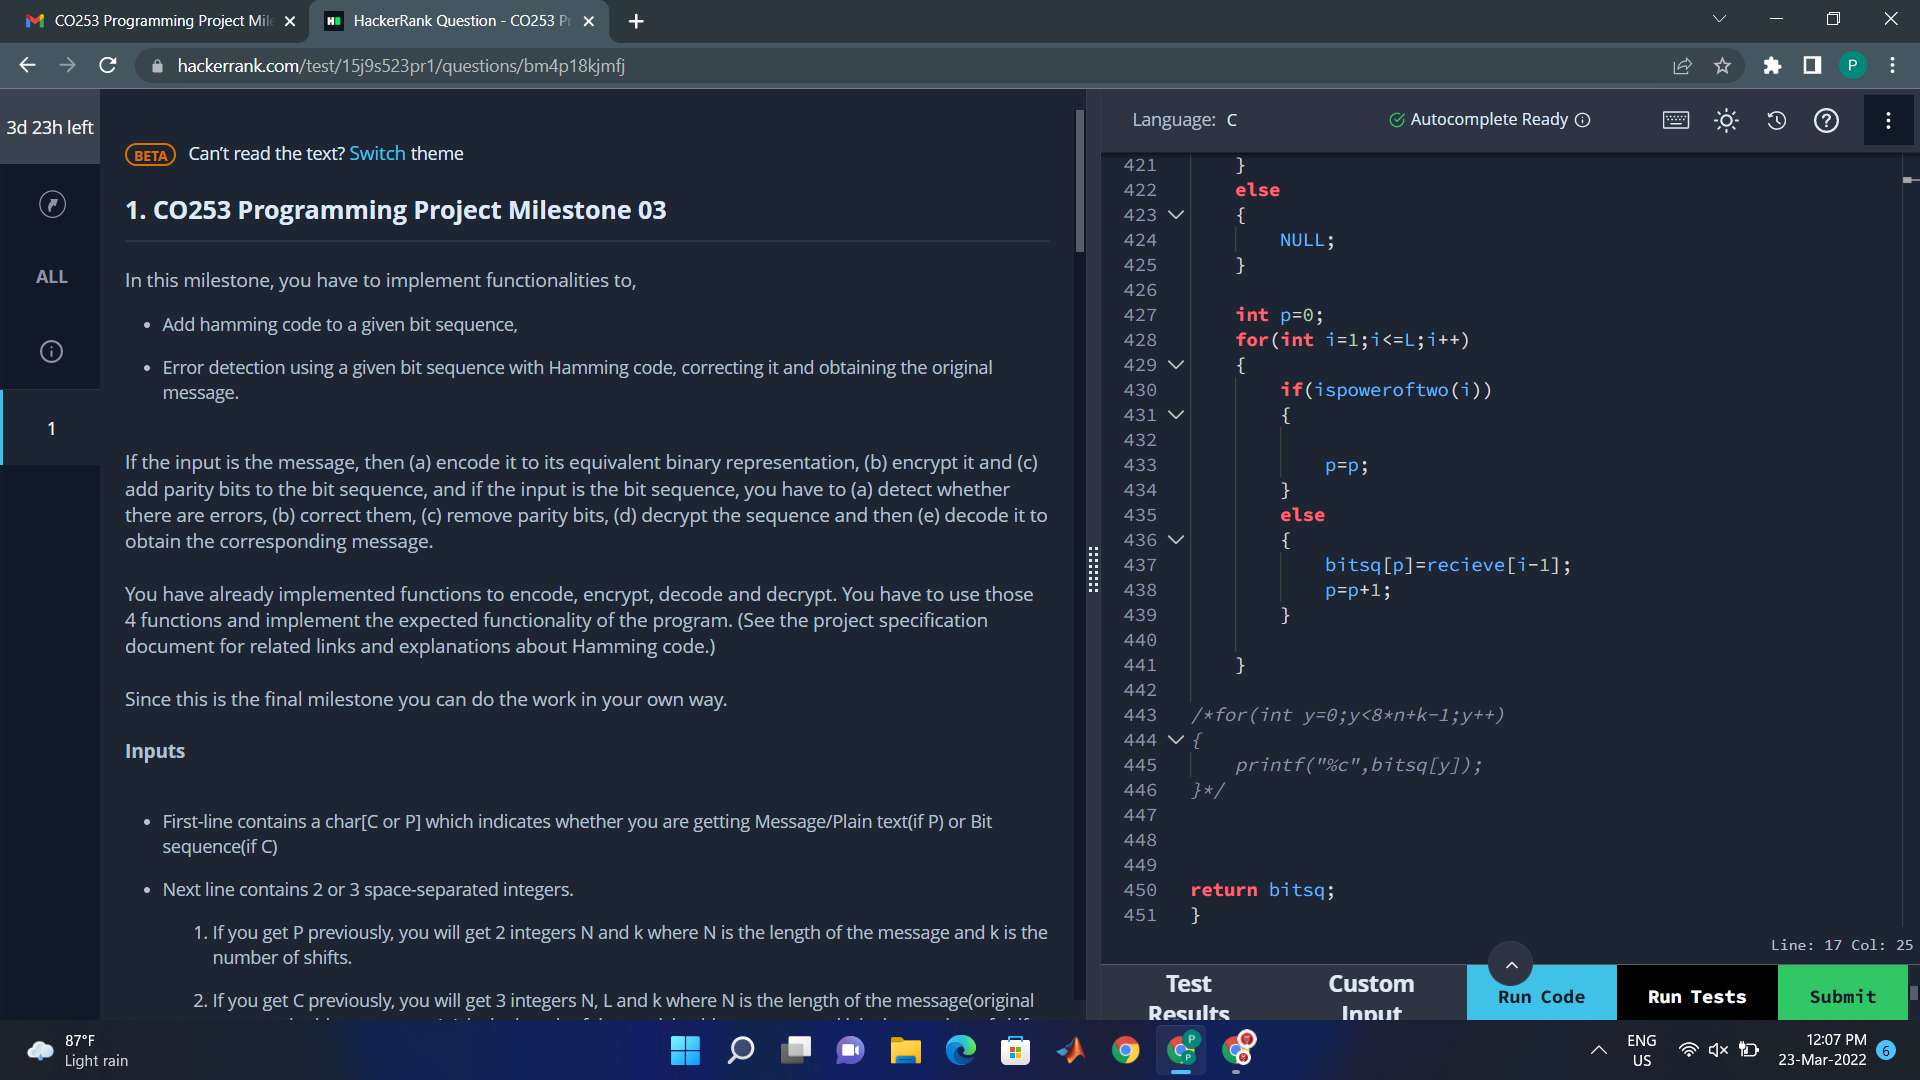 CO253 Programming Project Mil
HackerRank Question - CO253 P
hackerrank.com/test/15j9s523pr1/questions/bm4p18kjmfj
P
3d 23h left
ALL
1
BETA Can't read the text? Switch theme
1. CO253 Programming Project Milestone 03
In this milestone, you have to implement functionalities to,
• Add hamming code to a given bit sequence,
• Error detection using a given bit sequence with Hamming code, correcting it and obtaining the original
message.
If the input is the message, then (a) encode it to its equivalent binary representation, (b) encrypt it and (c)
add parity bits to the bit sequence, and if the input is the bit sequence, you have to (a) detect whether
there are errors, (b) correct them, (c) remove parity bits, (d) decrypt the sequence and then (e) decode it to
obtain the corresponding message.
You have already implemented functions to encode, encrypt, decode and decrypt. You have to use those
4 functions and implement the expected functionality of the program. (See the project specification
document for related links and explanations about Hamming code.)
Since this is the final milestone you can do the work in your own way.
Inputs
• First-line contains a char[C or P] which indicates whether you are getting Message/Plain text(if P) or Bit
sequence(if C)
• Next line contains 2 or 3 space-separated integers.
1. If you get P previously, you will get 2 integers N and k where N is the length of the message and k is the
number of shifts.
2. If you get C previously, you will get 3 integers N, L and k where N is the length of the message(original
Language: C
Autocomplete Ready
421 }
422 else
423 {
424 NULL;
425 }
426
427 int p=0;
428 for(int i=1;i<=L;i++)
429 {
430 if(ispoweroftwo(i))
431 {
432
433 p=p;
434 }
435 else
436 {
437 bitsq[p]=recieve[i-1];
438 p=p+1;
439 }
440
441 }
442
443 /*for(int y=0;y<8*n+k-1;y++)
444 {
445 printf("%c",bitsq[y]);
446 }*/
447
448
449
450 return bitsq;
451 }
Line: 17 Col: 25
Test
Results
Custom
Input
Run Code
Run Tests
Submit
87°F
Light rain
ENG
US
12:07 PM
23-Mar-2022
6